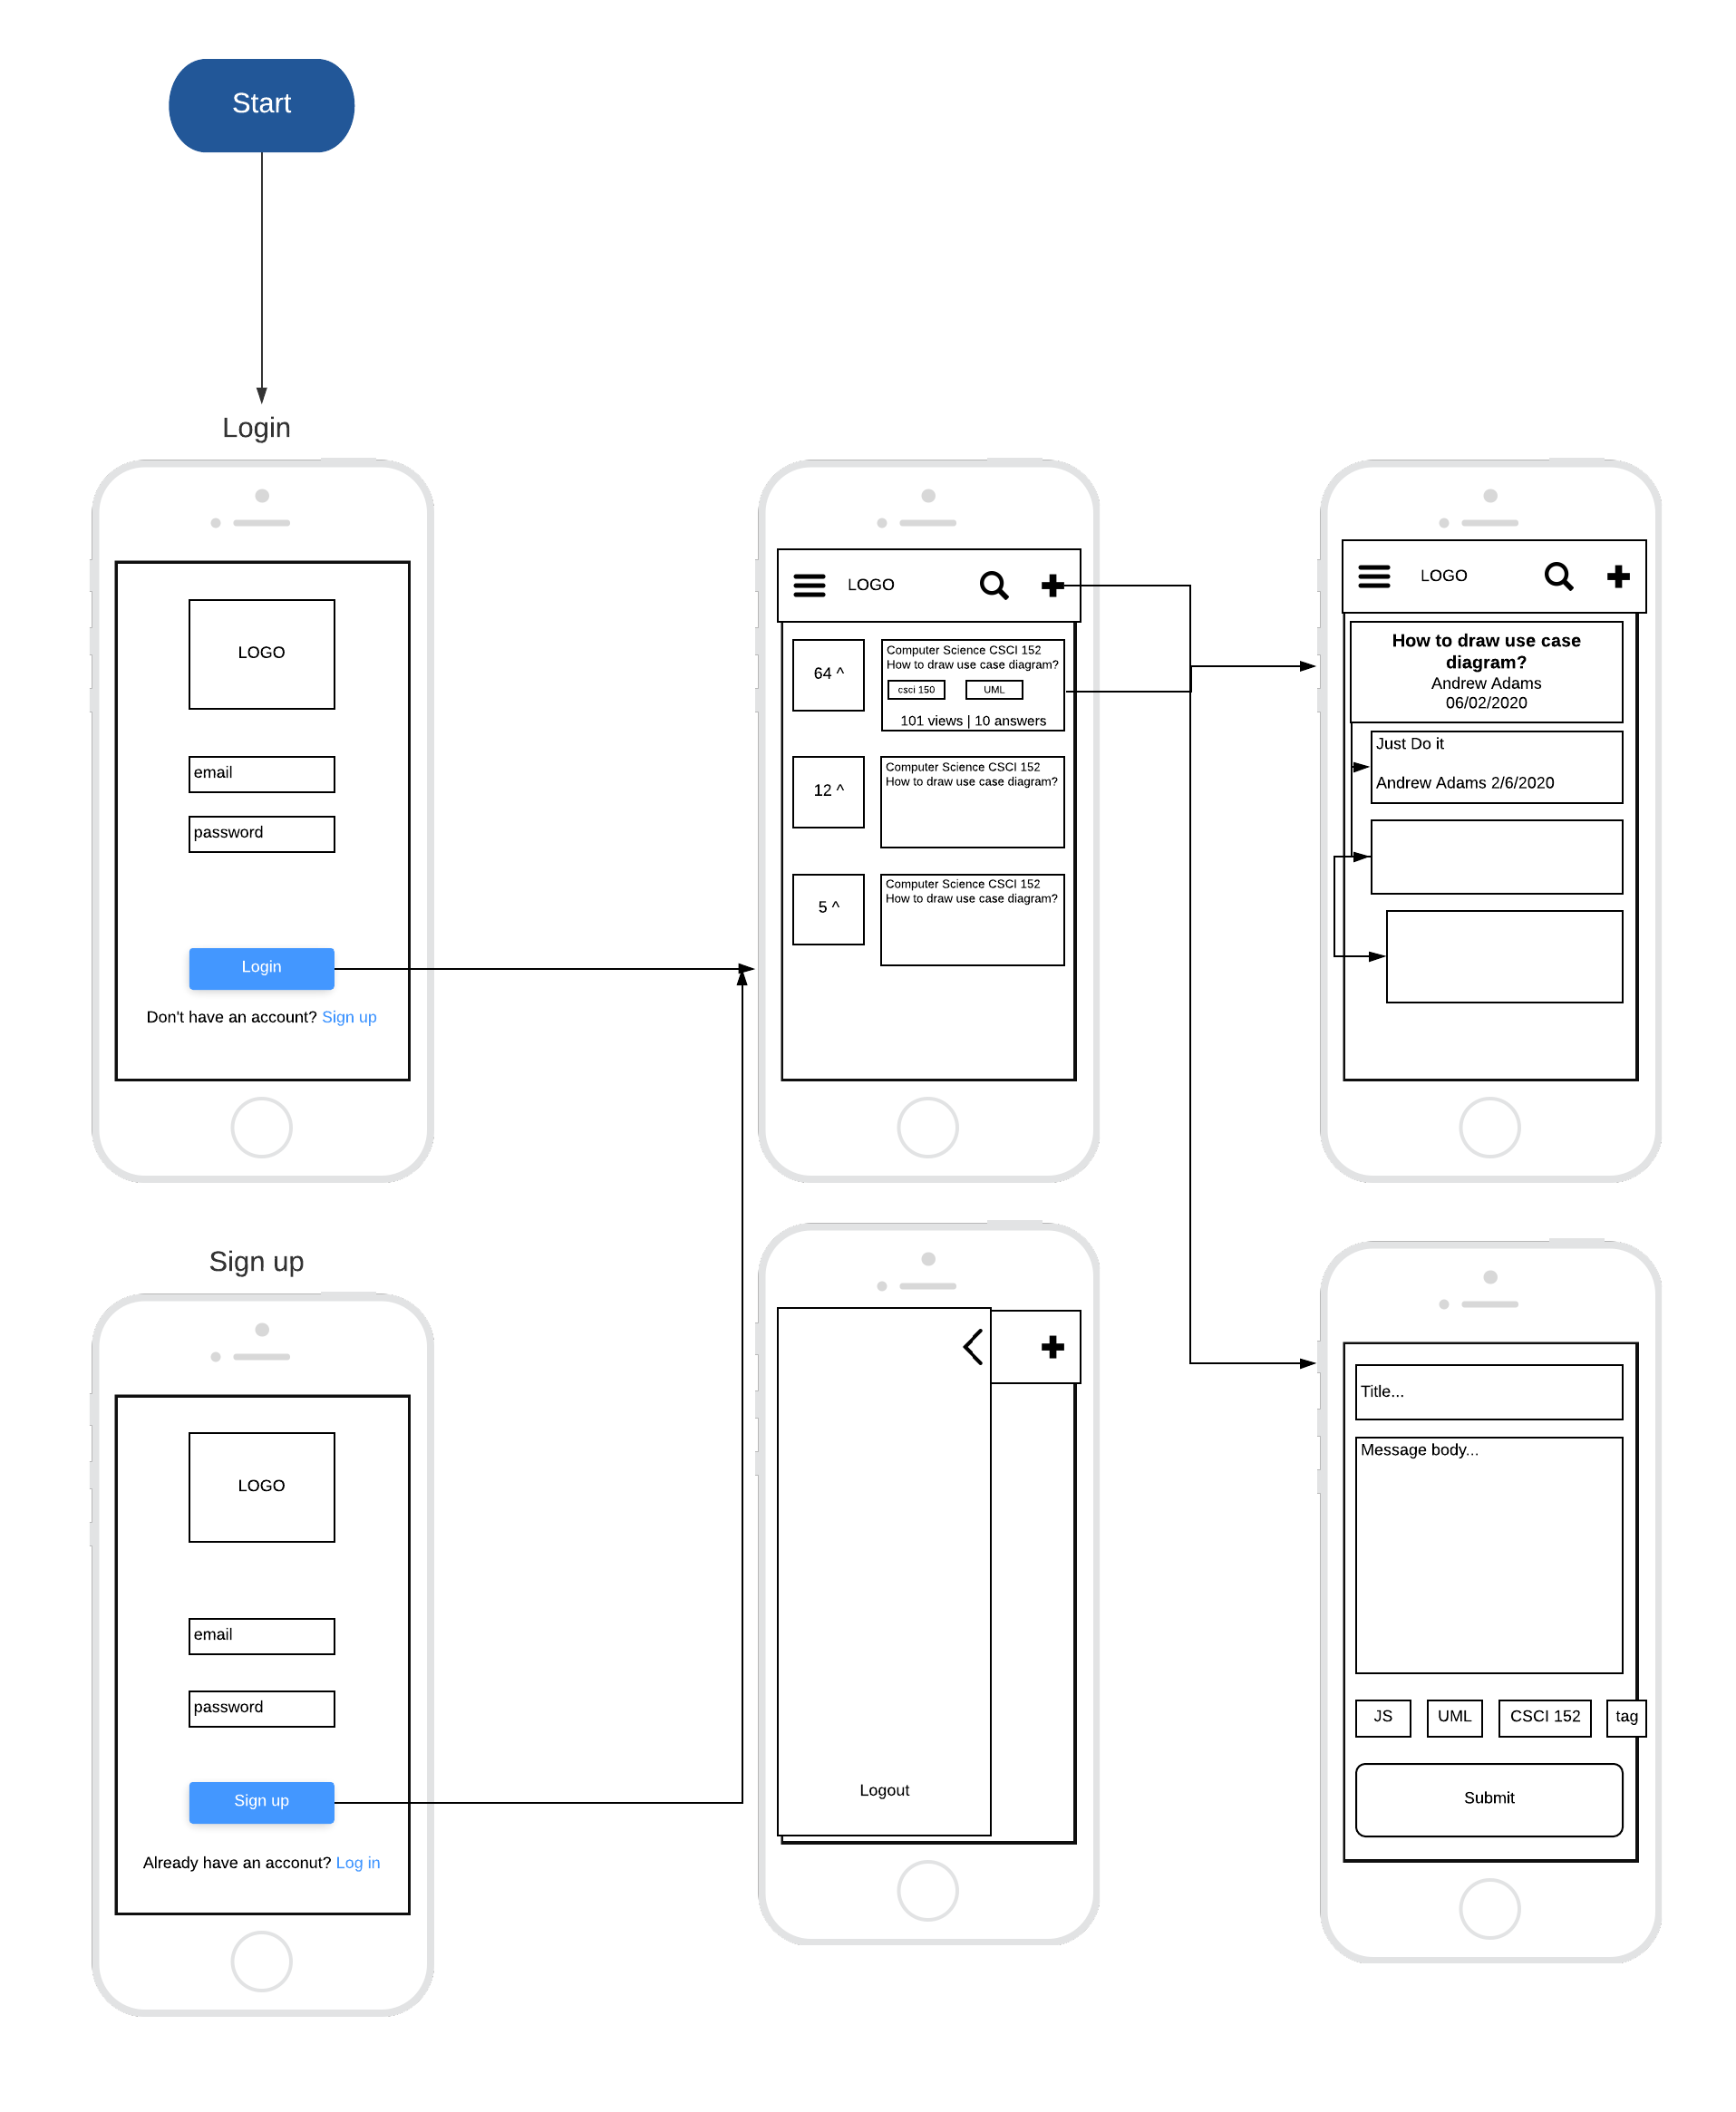 Start
Login
LOGO
email
password
Login
Don't have an account? Sign up
LOGO
64 ^
Computer Science CSCI 152
How to draw use case diagram?
csci 150
UML
101 views | 10 answers
12 ^
Computer Science CSCI 152
How to draw use case diagram?
5 ^
Computer Science CSCI 152
How to draw use case diagram?
LOGO
How to draw use case
diagram?
Andrew Adams
06/02/2020
Just Do it
Andrew Adams 2/6/2020
Sign up
LOGO
email
password
Sign up
Already have an acconut? Log in
Logout
Title...
Message body...
JS
UML
CSCI 152
tag
Submit